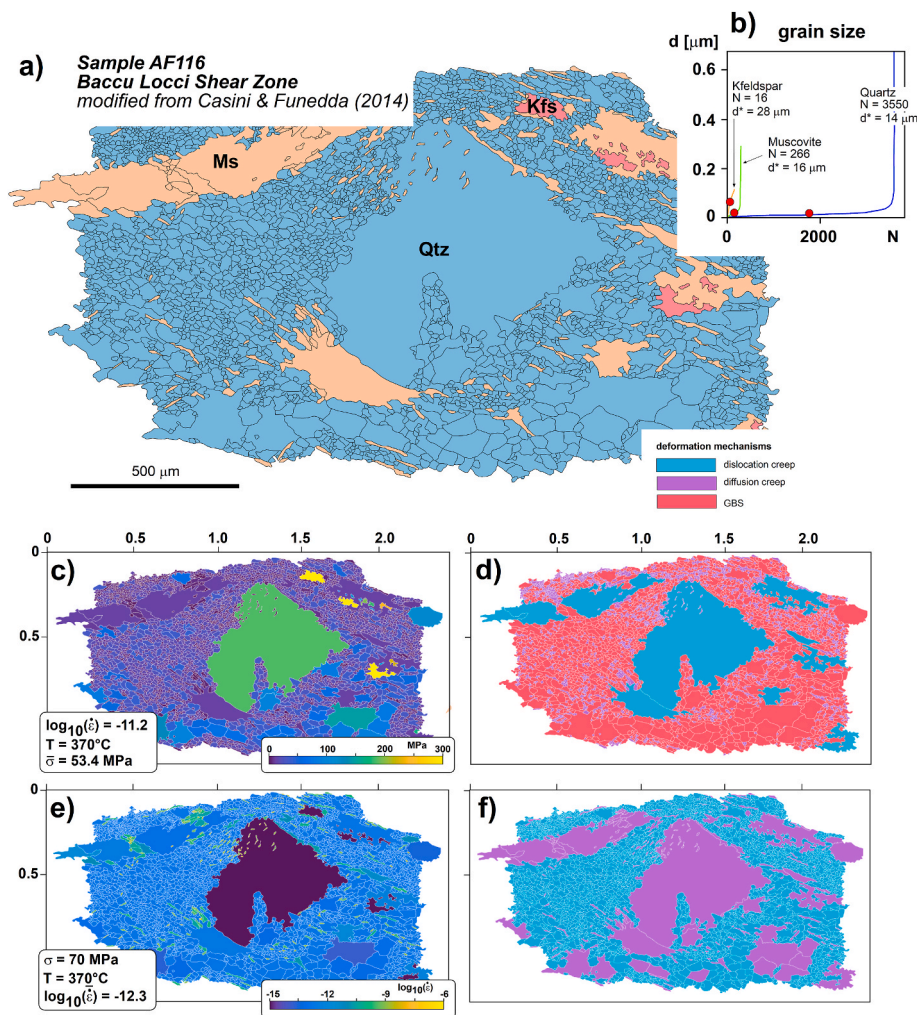 a)
Sample AF116
Baccu Locci Shear Zone
modified from Casini & Funedda (2014)
b)
grain size
d [μm]
0.6
0.4
0.2
0
0
2000
N
Kfeldspar
N = 16
d* = 28 μm
Muscovite
N = 266
d* = 16 μm
Quartz
N = 3550
d* = 14 μm
Kfs
Ms
Qtz
500 μm
deformation mechanisms
dislocation creep
diffusion creep
GBS
0
0.5
1.0
1.5
2.0
c)
0.5
log10(ε̇) = -11.2
T = 370°C
σ̄ = 53.4 MPa
MPa
0
100
200
300
0.5
1.0
1.5
2.0
d)
0
e)
0.5
σ = 70 MPa
T = 370°C
log10(ε̇̄) = -12.3
log10(ε̇)
-15
-12
-9
-6
f)